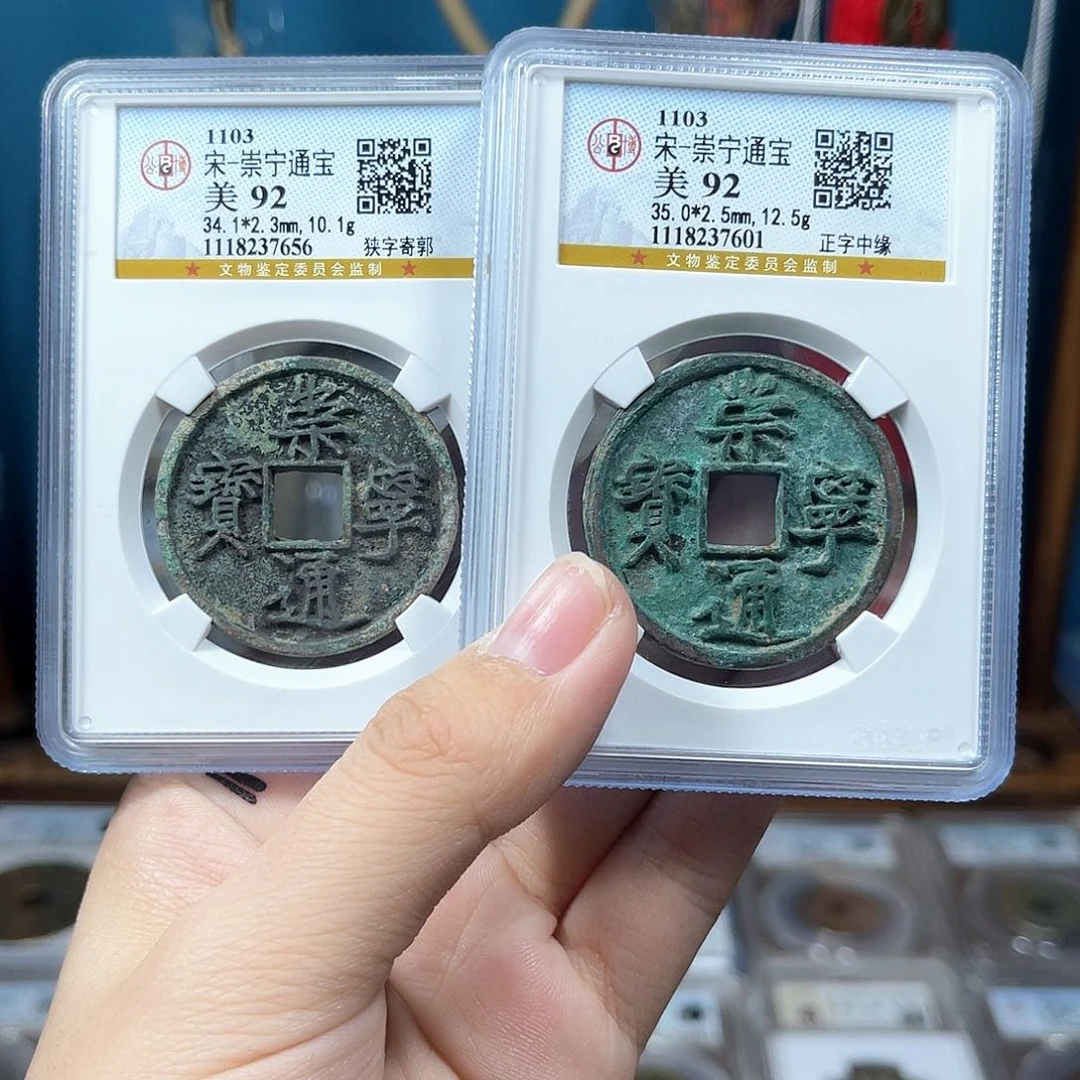 1103
宋-崇宁通宝
美 92
34.1*2.3mm,10.1g
1118237656 狭字寄郭
★ 文物鉴定委员会监制 ★
崇
寶 寧
通
1103
宋-崇宁通宝
美 92
35.0*2.5mm,12.5g
1118237601 正字中缘
★ 文物鉴定委员会监制 ★
崇
寶 寧
通